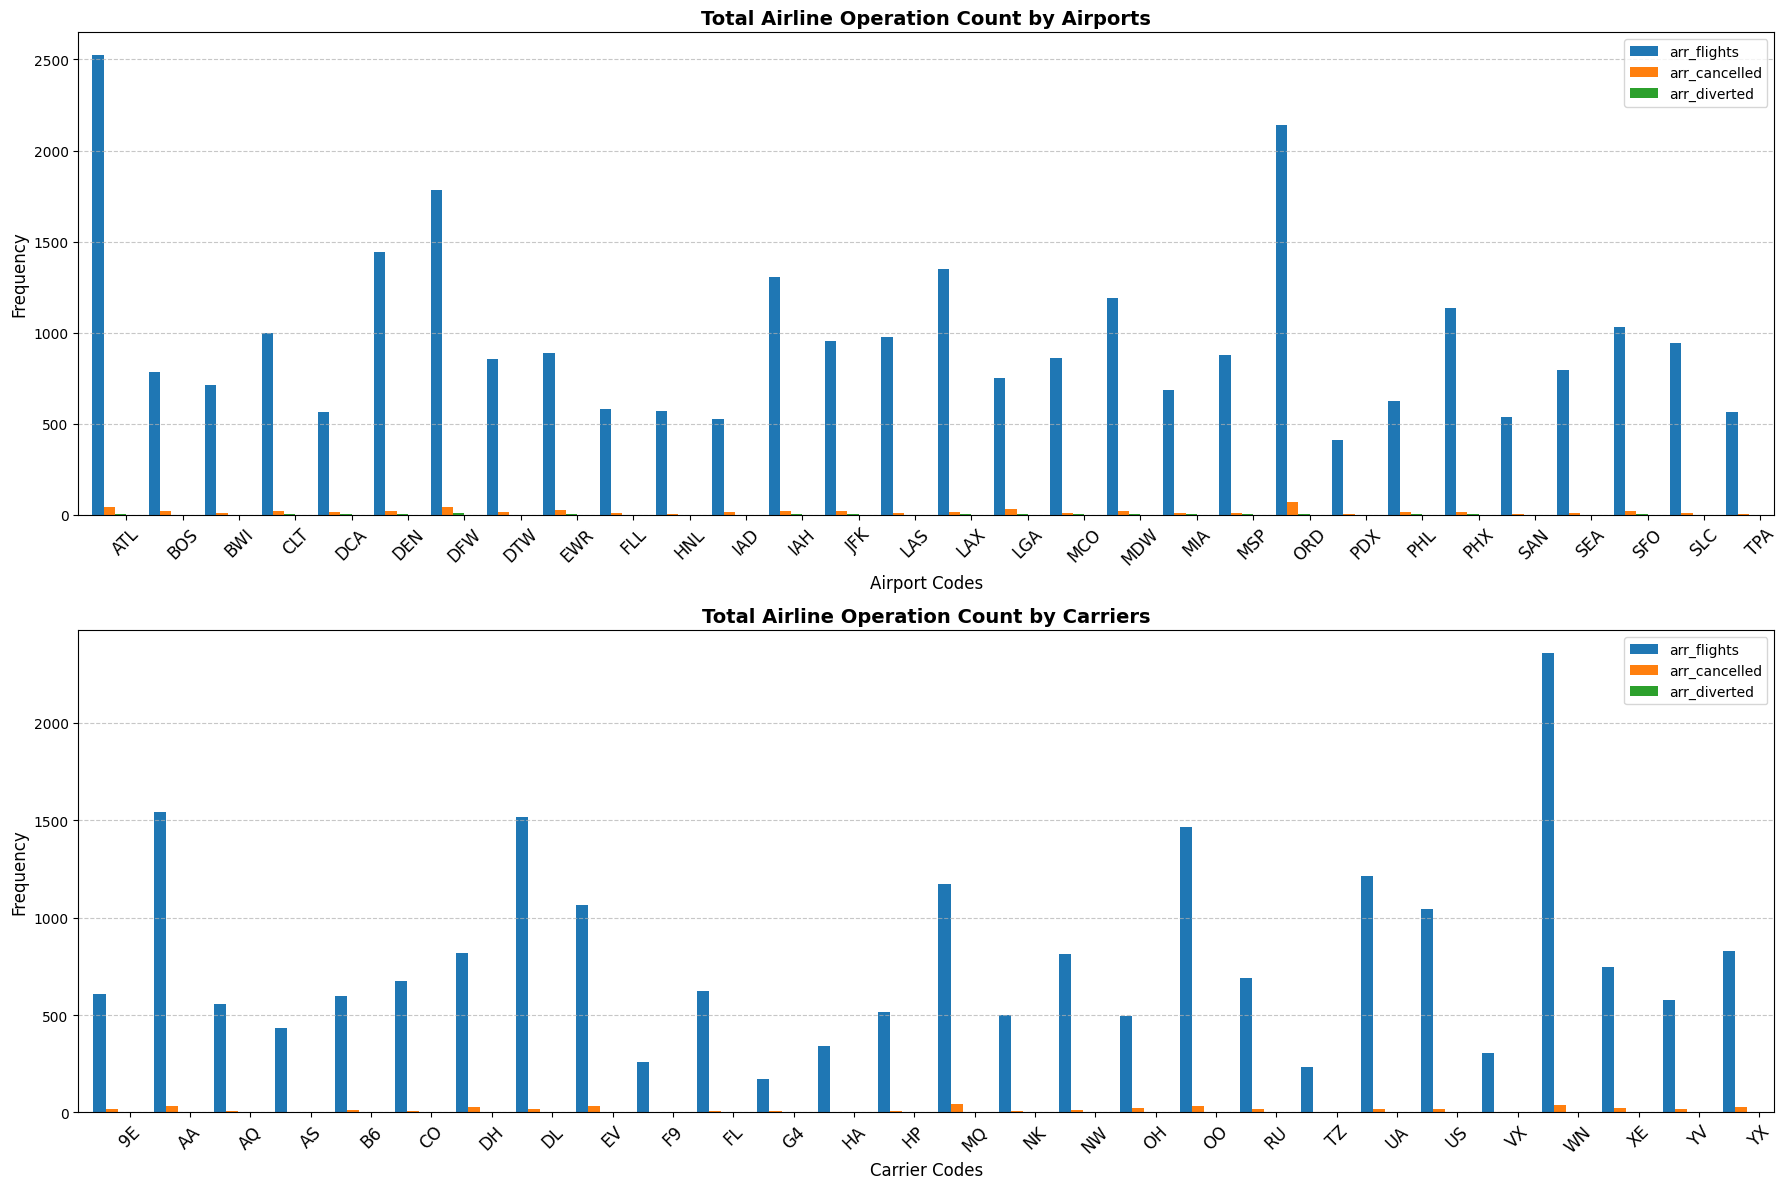 Total Airline Operation Count by Airports
Frequency
2500
2000
1500
1000
500
0
arr_flights
arr_cancelled
arr_diverted
ATL BOS BWI CLT DCA DEN DFW DTW EWR FLL HNL IAD IAH JFK LAS LAX LGA MCO MDW MIA MSP ORD PDX PHL PHX SAN SEA SFO SLC TPA
Airport Codes
Total Airline Operation Count by Carriers
Frequency
2000
1500
1000
500
0
arr_flights
arr_cancelled
arr_diverted
9E AA AQ AS B6 CO DH DL EV F9 FL G4 HA HP MQ NK NW OH OO RU TZ UA US VX WN XE YV YX
Carrier Codes